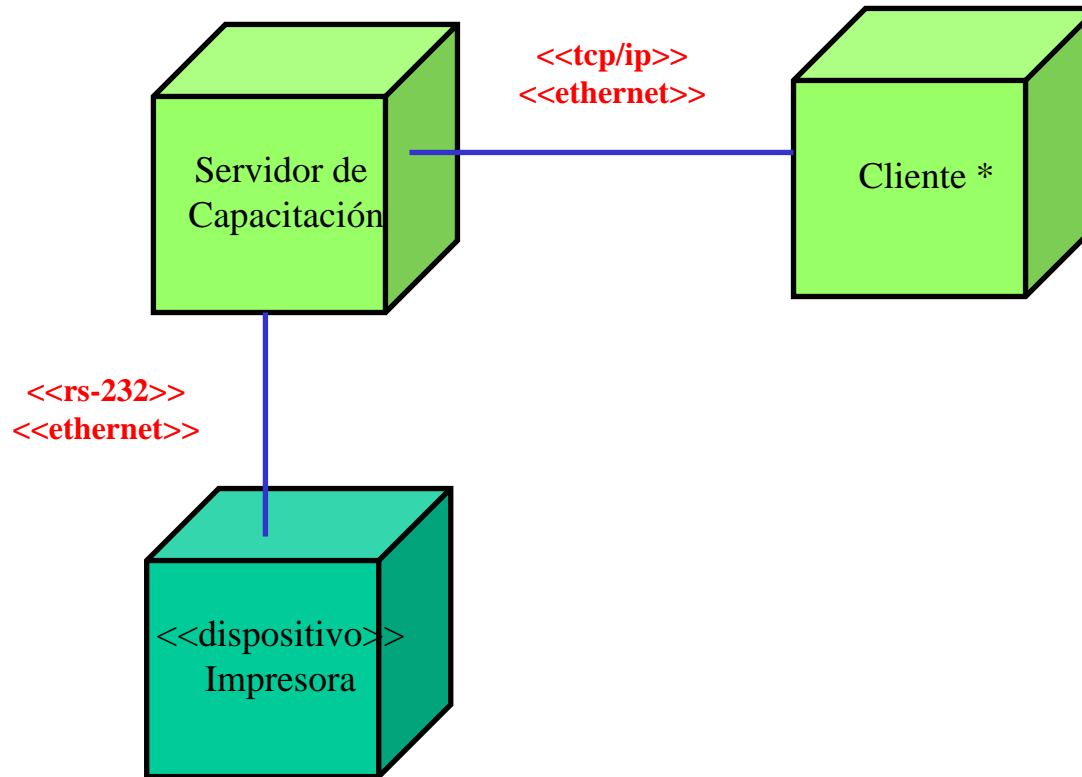 <<tcp/ip>>
<<ethernet>>
Servidor de
Capacitación
Cliente *
<<rs-232>>
<<ethernet>>
<<dispositivo>>
Impresora